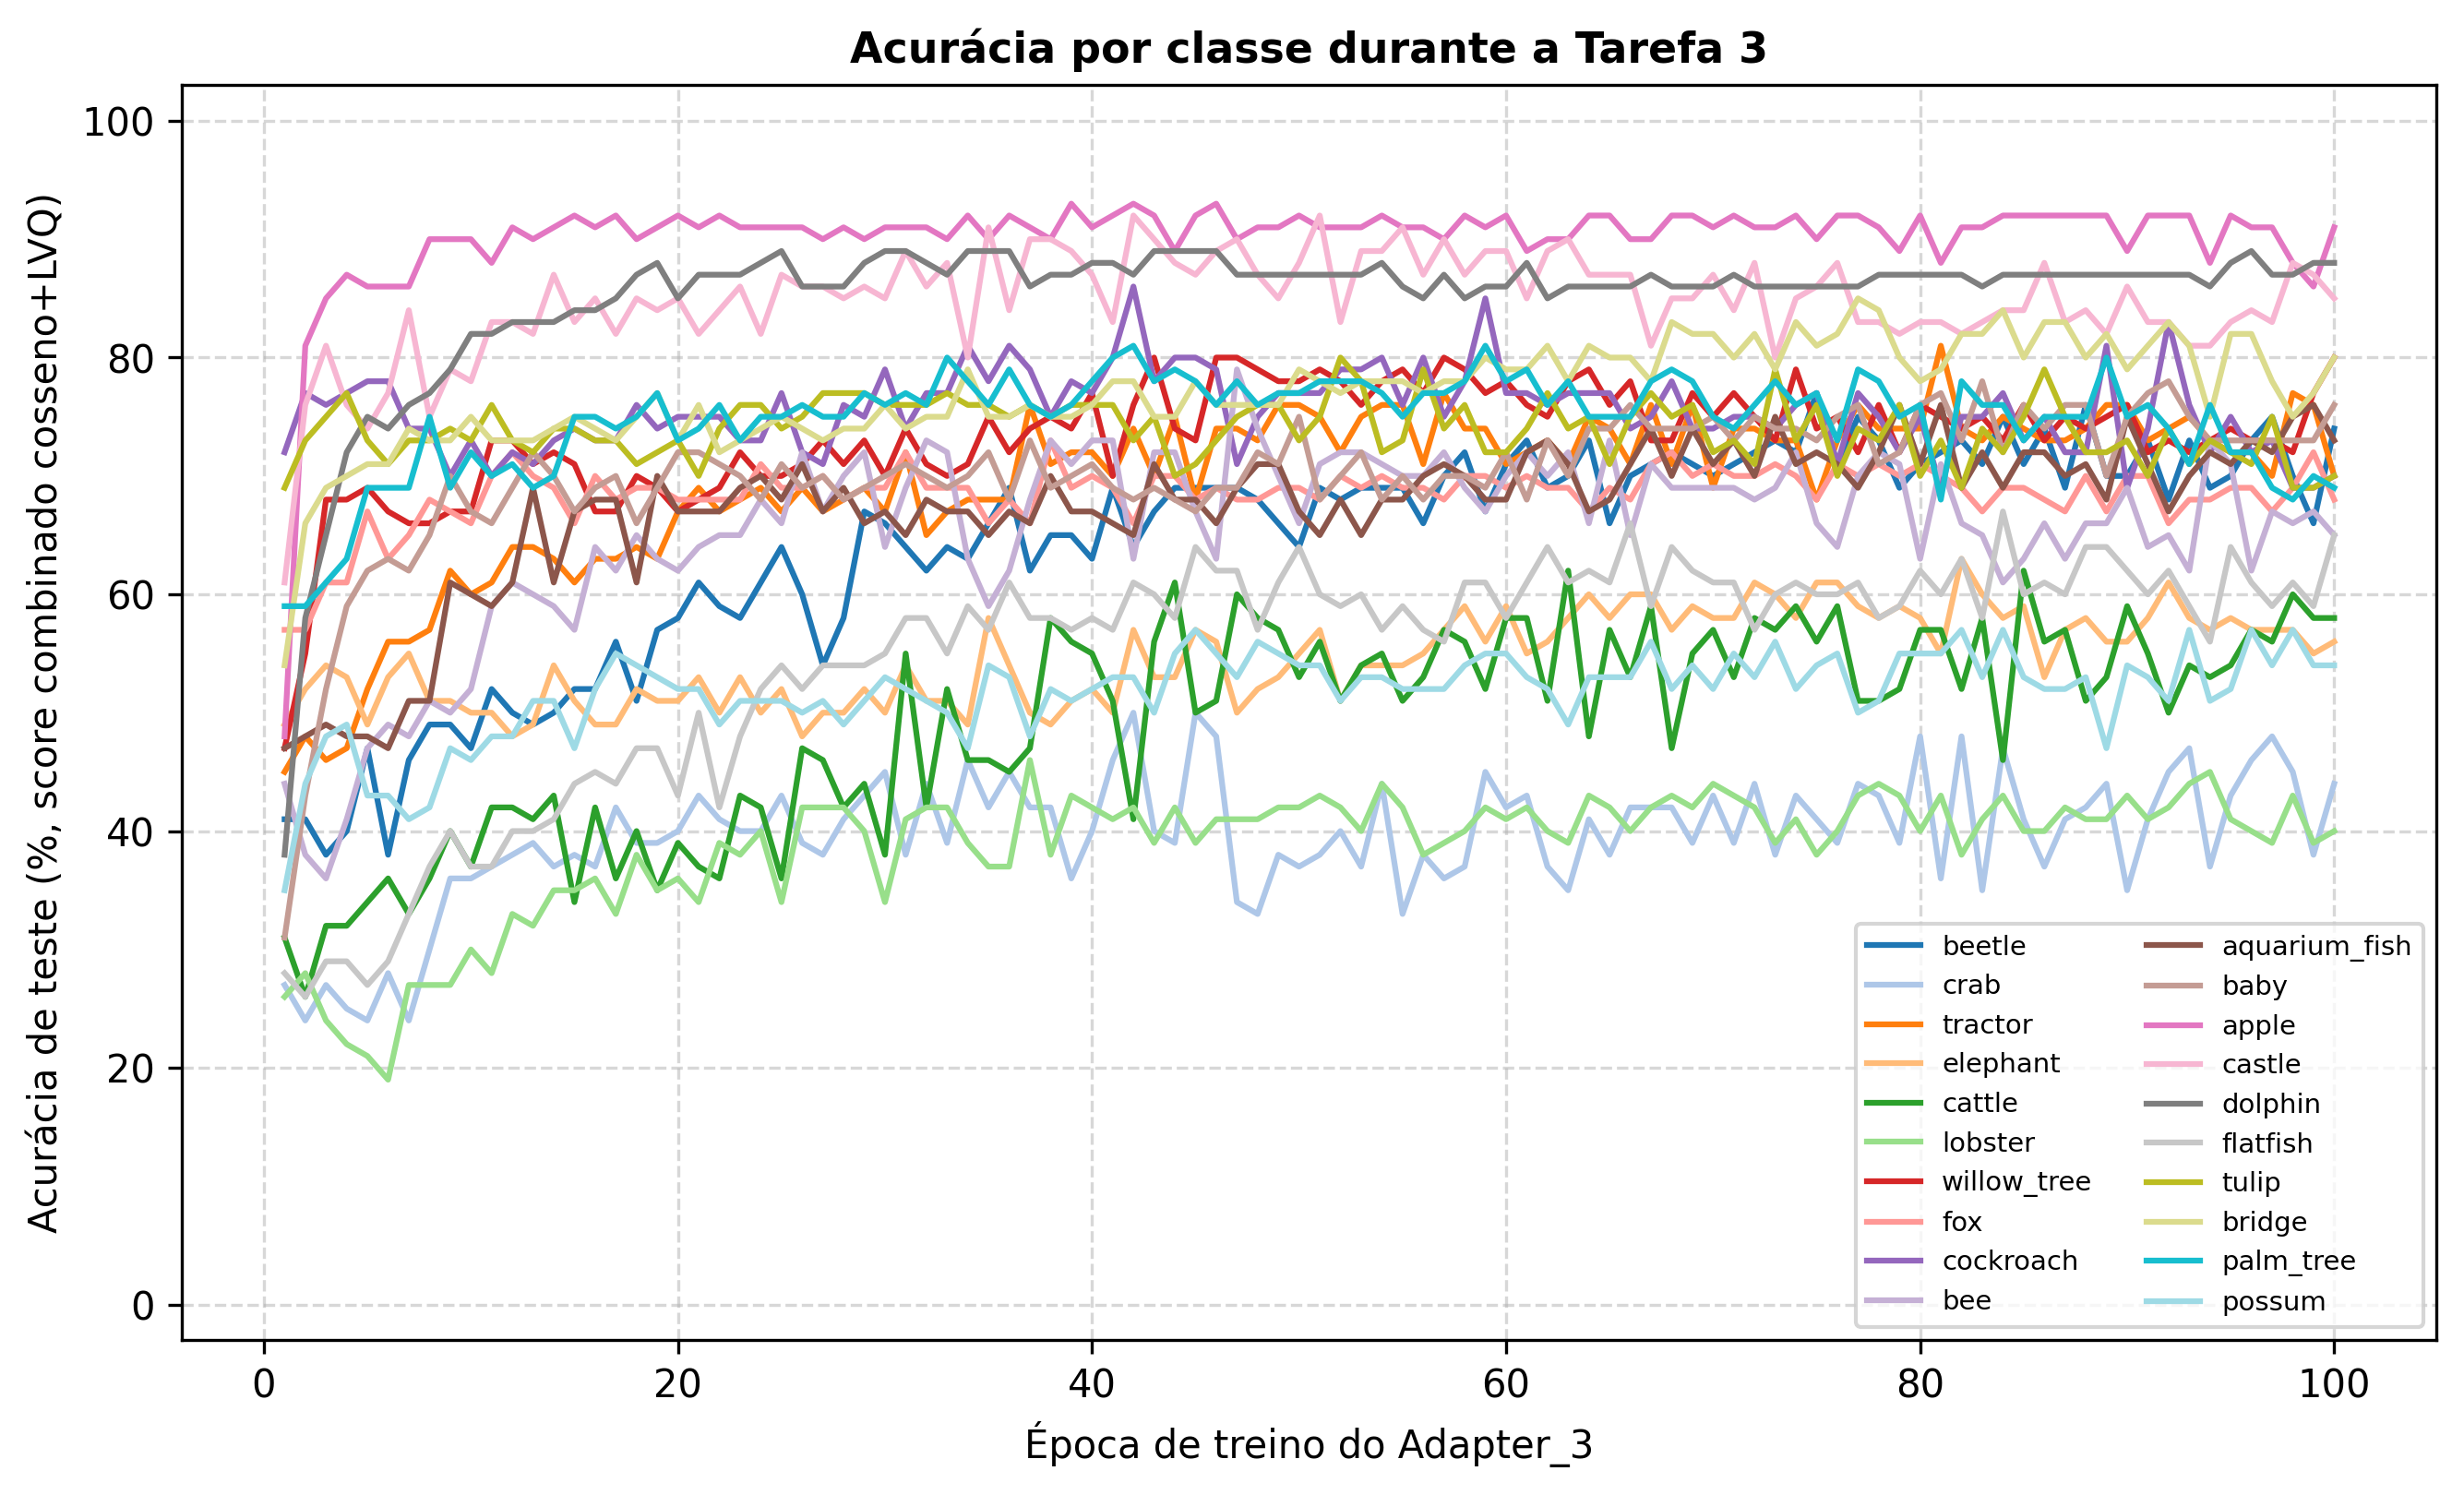 Acurácia por classe durante a Tarefa 3
Acurácia de teste (%, score combinado cosseno+LVQ)
100
80
60
40
20
0
0 20 40 60 80 100
Época de treino do Adapter_3
beetle
crab
tractor
elephant
cattle
lobster
willow_tree
fox
cockroach
bee
aquarium_fish
baby
apple
castle
dolphin
flatfish
tulip
bridge
palm_tree
possum